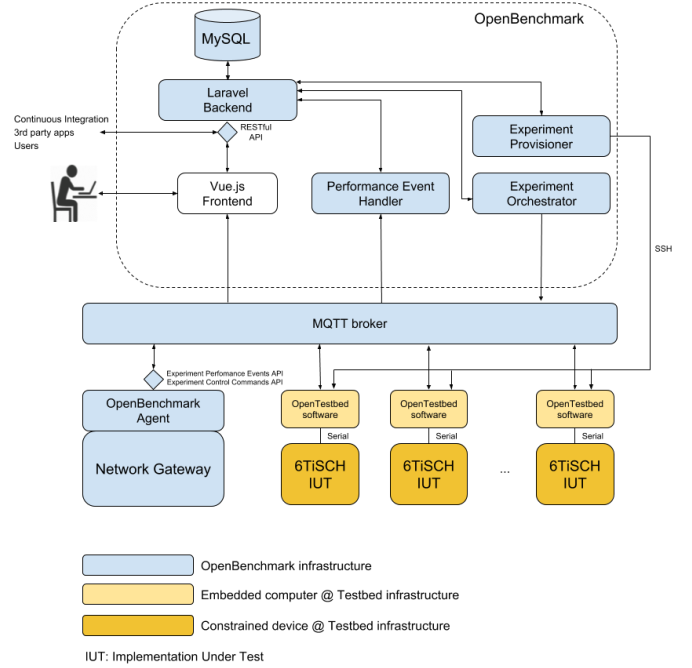 OpenBenchmark
MySQL
Laravel
Backend
Continuous Integration
3rd party apps
Users
RESTful
API
Experiment
Provisioner
Vue.js
Frontend
Performance Event
Handler
Experiment
Orchestrator
SSH
MQTT broker
Experiment Perfomance Events API
Experiment Control Commands API
OpenBenchmark
Agent
Network Gateway
OpenTestbed
software
Serial
6TiSCH
IUT
OpenTestbed
software
Serial
6TiSCH
IUT
...
OpenTestbed
software
Serial
6TiSCH
IUT
OpenBenchmark infrastructure
Embedded computer @ Testbed infrastructure
Constrained device @ Testbed infrastructure
IUT: Implementation Under Test